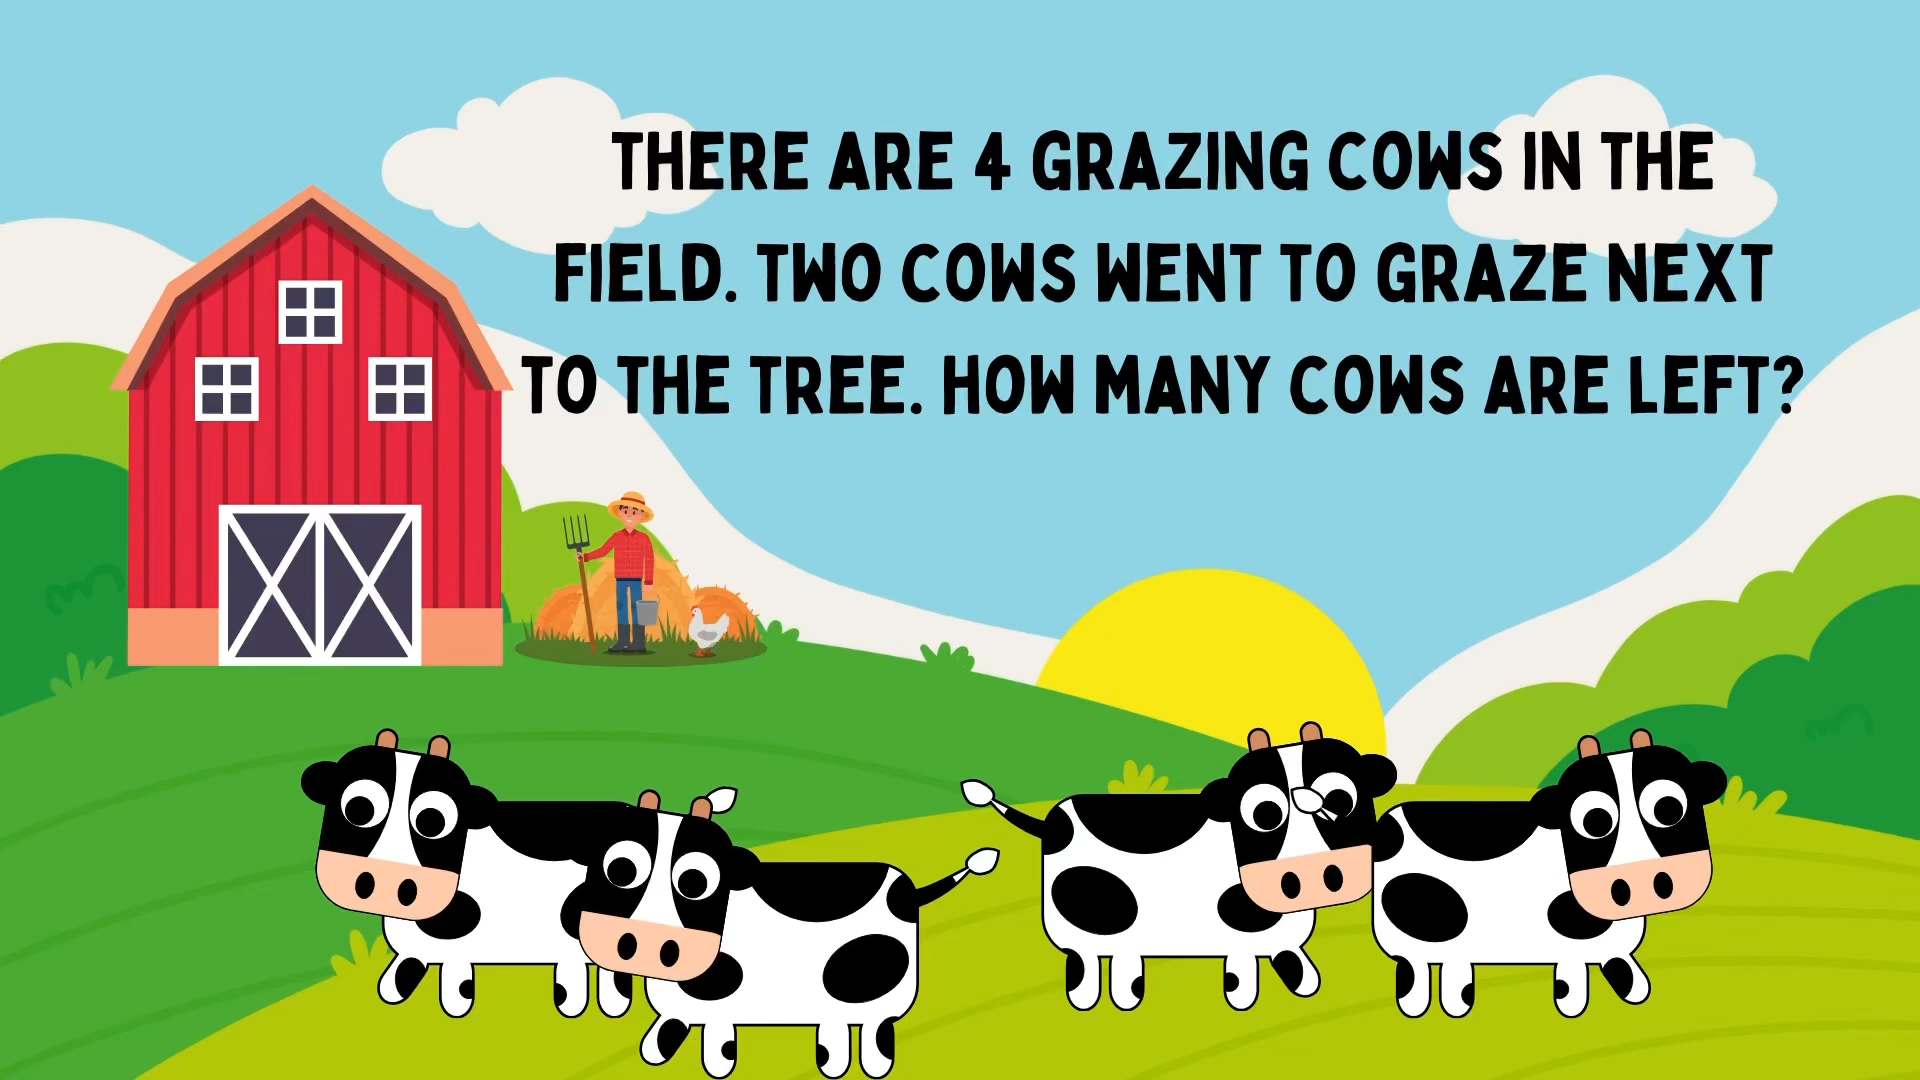 THERE ARE 4 GRAZING COWS IN THE
FIELD. TWO COWS WENT TO GRAZE NEXT
TO THE TREE. HOW MANY COWS ARE LEFT?